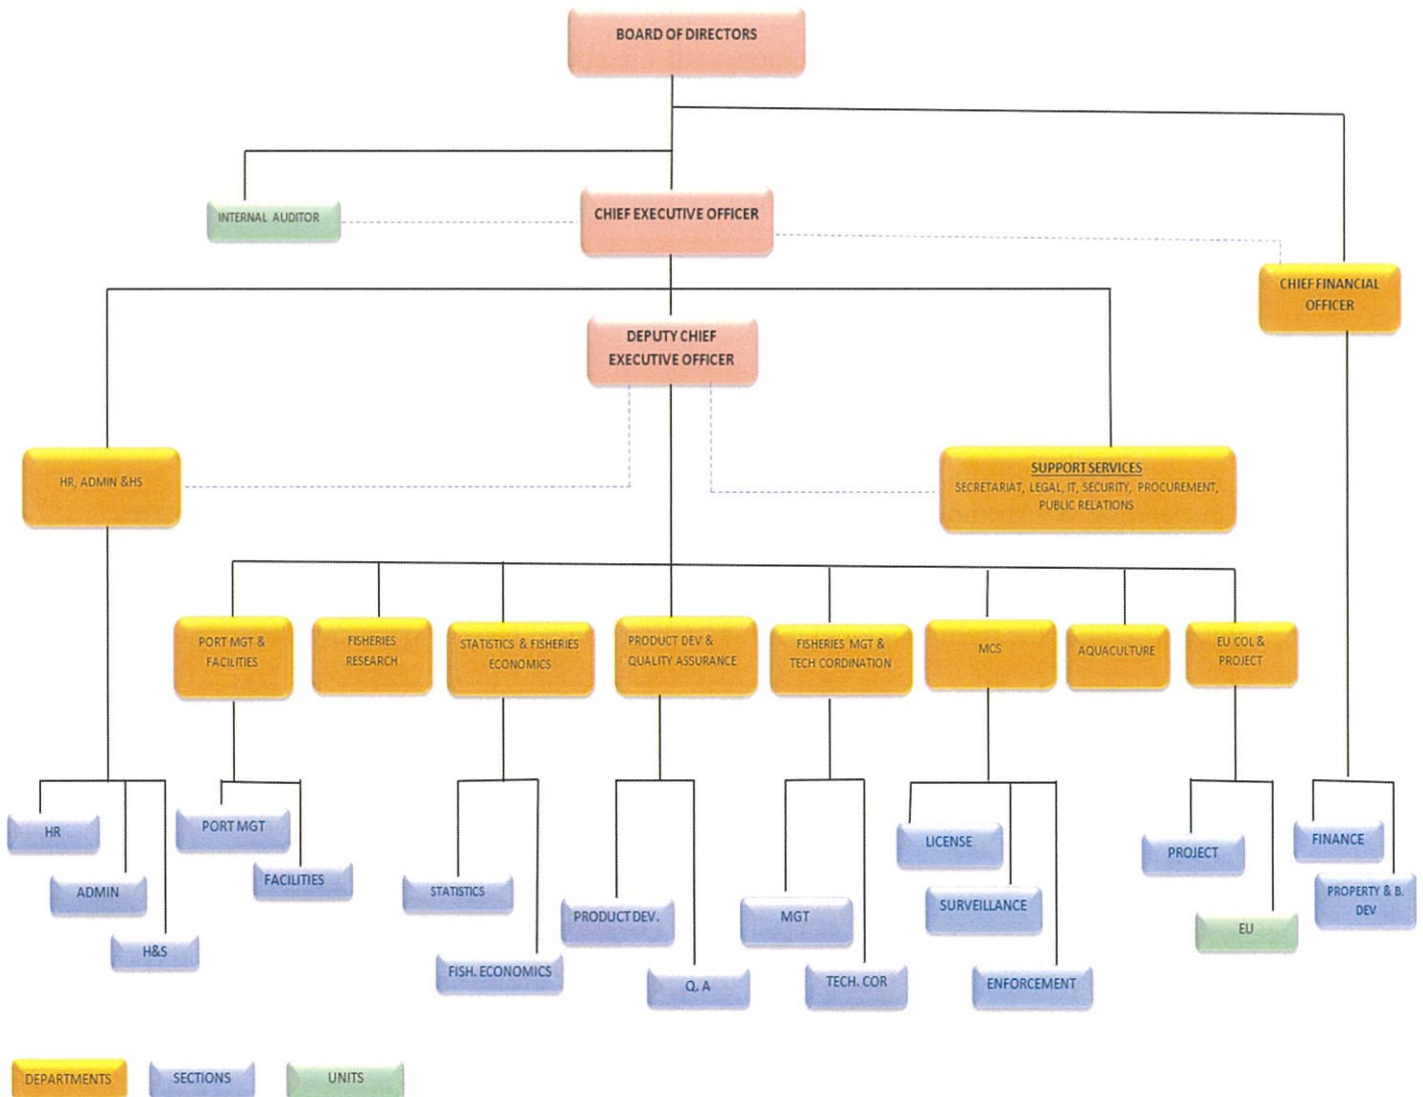 BOARD OF DIRECTORS
INTERNAL AUDITOR
CHIEF EXECUTIVE OFFICER
CHIEF FINANCIAL
OFFICER
DEPUTY CHIEF
EXECUTIVE OFFICER
HR, ADMIN &HS
SUPPORT SERVICES
SECRETARIAT, LEGAL, IT, SECURITY, PROCUREMENT,
PUBLIC RELATIONS
PORT MGT &
FACILITIES
FISHERIES
RESEARCH
STATISTICS & FISHERIES
ECONOMICS
PRODUCT DEV &
QUALITY ASSURANCE
FISHERIES MGT &
TECH CORDINATION
MCS
AQUACULTURE
EU COL &
PROJECT
HR
ADMIN
H&S
PORT MGT
FACILITIES
STATISTICS
FISH. ECONOMICS
PRODUCT DEV.
Q, A
MGT
TECH. COR
LICENSE
SURVEILLANCE
ENFORCEMENT
PROJECT
EU
FINANCE
PROPERTY & B.
DEV
DEPARTMENTS
SECTIONS
UNITS